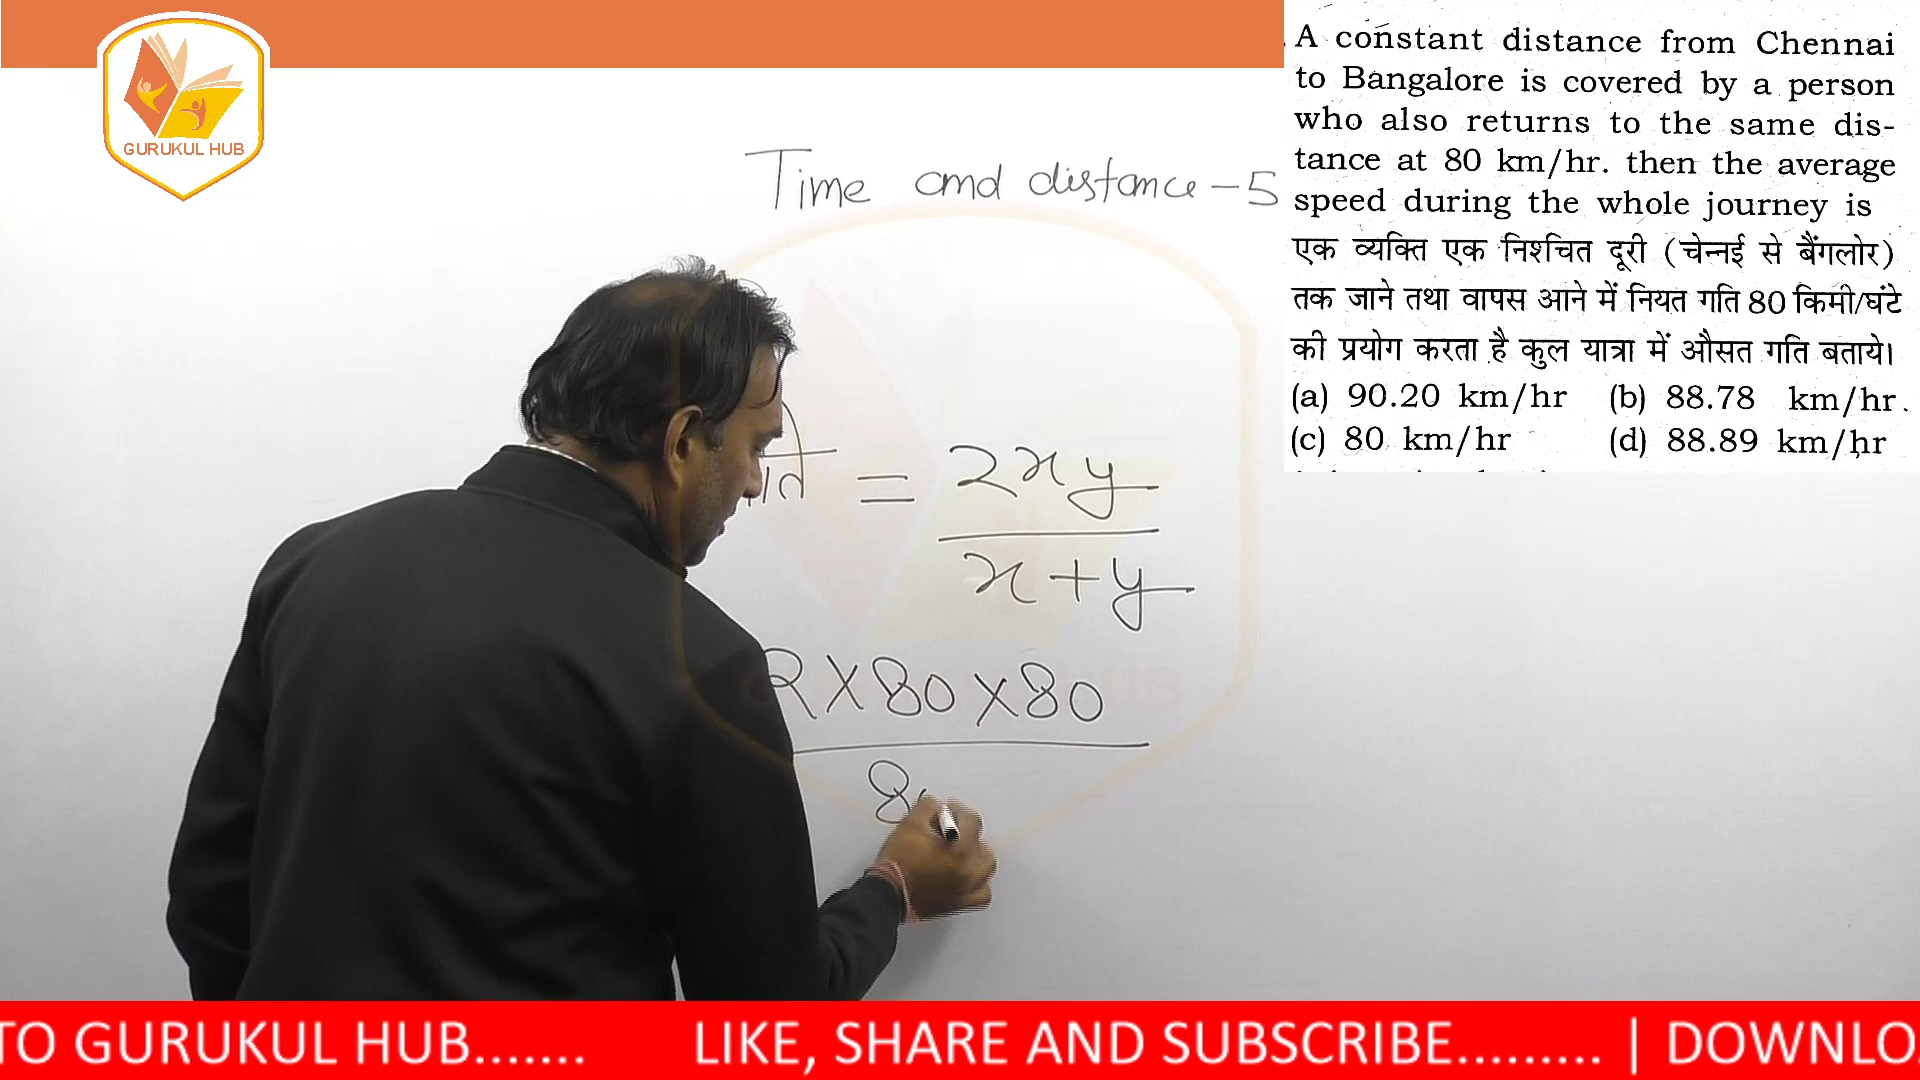 GURUKUL HUB
Time and distance - 5
A constant distance from Chennai
to Bangalore is covered by a person
who also returns to the same dis-
tance at 80 km/hr. then the average
speed during the whole journey is
एक व्यक्ति एक निश्चित दूरी (चेन्नई से बैंगलोर)
तक जाने तथा वापस आने में नियत गति 80 किमी/घंटे
की प्रयोग करता है कुल यात्रा में औसत गति बताये।
(a) 90.20 km/hr (b) 88.78 km/hr.
(c) 80 km/hr (d) 88.89 km/hr
= 2xy
x+y
2×80×80
8
TO GURUKUL HUB....... LIKE, SHARE AND SUBSCRIBE......... | DOWNLO